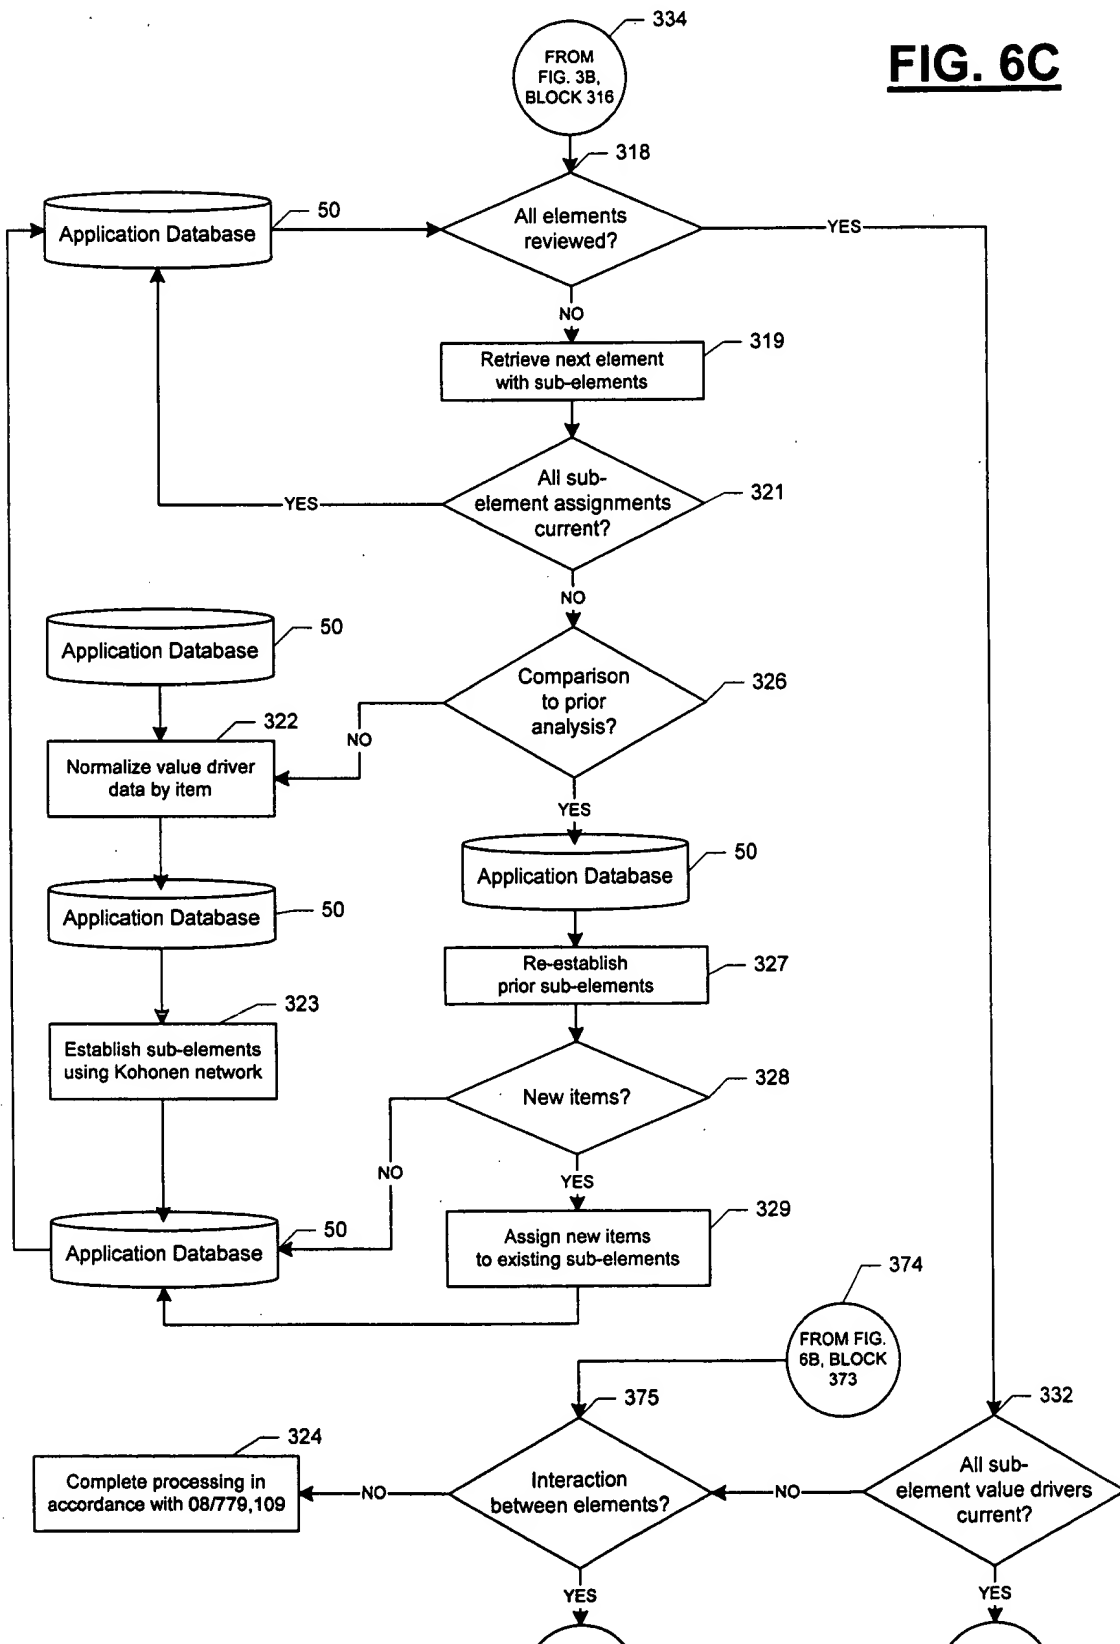 334
FROM
FIG. 3B,
BLOCK 316
FIG. 6C
318
All elements
reviewed?
50
Application Database
YES
NO
319
Retrieve next element
with sub-elements
All sub-
element assignments
current?
321
YES
NO
50
Application Database
Comparison
to prior
analysis?
326
322
NO
Normalize value driver
data by item
YES
50
Application Database
50
Application Database
Re-establish
prior sub-elements
327
323
Establish sub-elements
using Kohonen network
New items?
328
NO
YES
50
Application Database
329
Assign new items
to existing sub-elements
374
FROM FIG.
6B, BLOCK
373
375
332
324
Complete processing in
accordance with 08/779,109
NO
Interaction
between elements?
NO
All sub-
element value drivers
current?
YES
YES